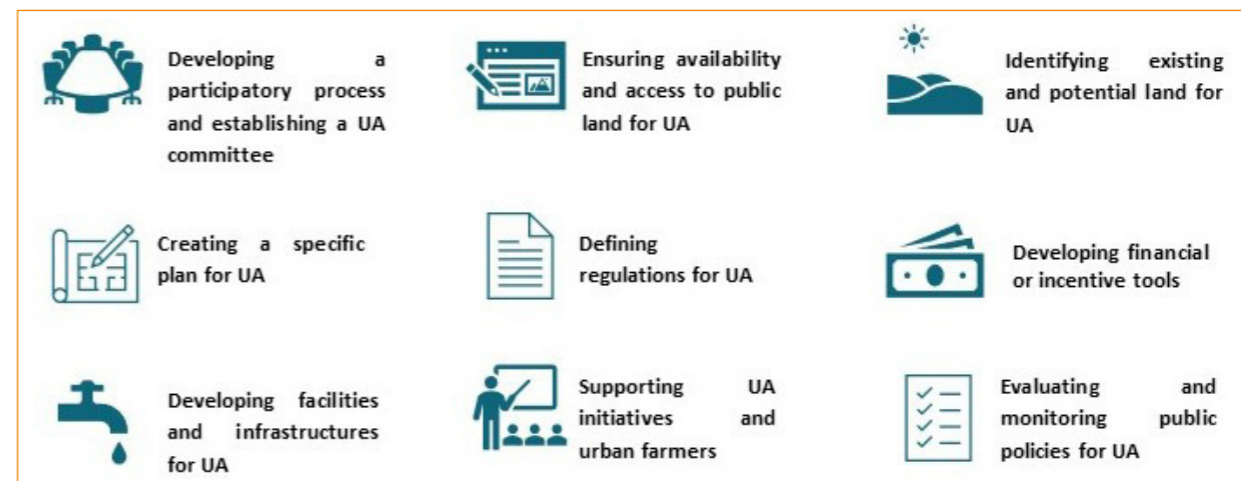 Developing a
participatory process
and establishing a UA
committee
Ensuring availability
and access to public
land for UA
Identifying existing
and potential land for
UA
Creating a specific
plan for UA
Defining
regulations for UA
Developing financial
or incentive tools
Developing facilities
and infrastructures
for UA
Supporting UA
initiatives and
urban farmers
Evaluating and
monitoring public
policies for UA